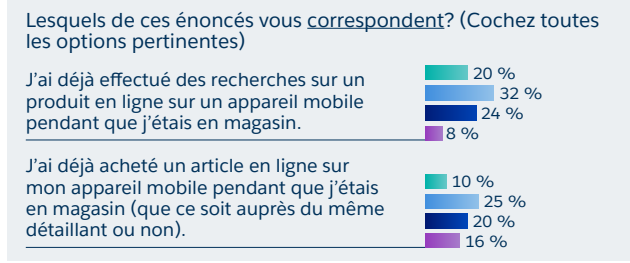 Lesquels de ces énoncés vous correspondent? (Cochez toutes
les options pertinentes)
J’ai déjà effectué des recherches sur un
produit en ligne sur un appareil mobile
pendant que j’étais en magasin.
20 %
32 %
24 %
8 %
J’ai déjà acheté un article en ligne sur
mon appareil mobile pendant que j’étais
en magasin (que ce soit auprès du même
détaillant ou non).
10 %
25 %
20 %
16 %